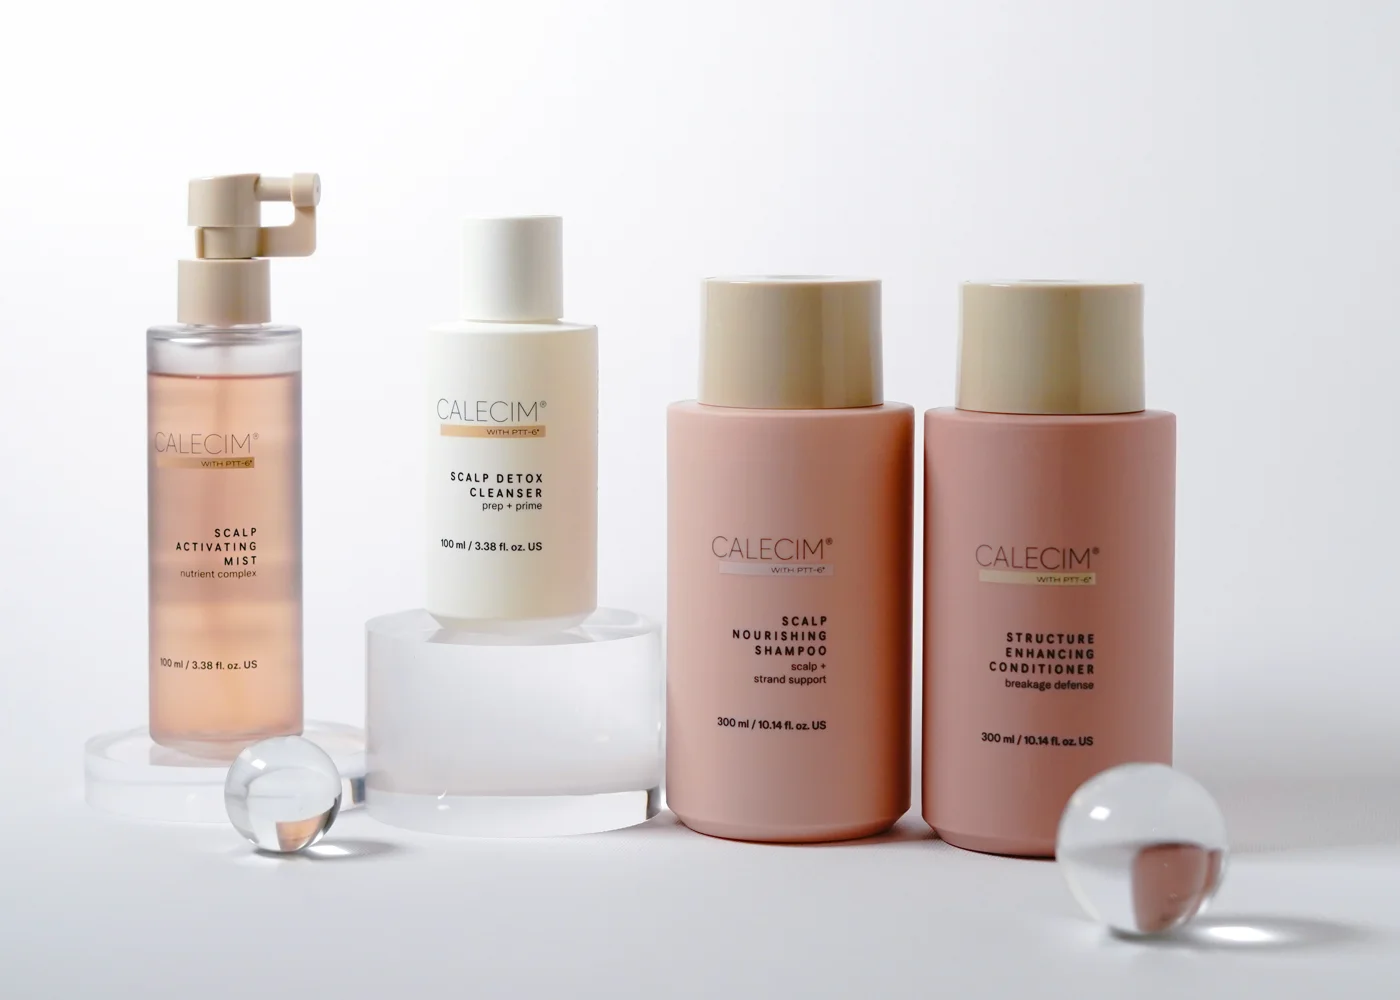 CALECIM®
WITH PTT-6®
SCALP
ACTIVATING
MIST
nutrient complex
100 ml / 3.38 fl. oz. US
CALECIM®
WITH PTT-6®
SCALP DETOX
CLEANSER
prep + prime
100 ml / 3.38 fl. oz. US
CALECIM®
WITH PTT-6®
SCALP
NOURISHING
SHAMPOO
scalp +
strand support
300 ml / 10.14 fl. oz. US
CALECIM®
WITH PTT-6®
STRUCTURE
ENHANCING
CONDITIONER
breakage defense
300 ml / 10.14 fl. oz. US